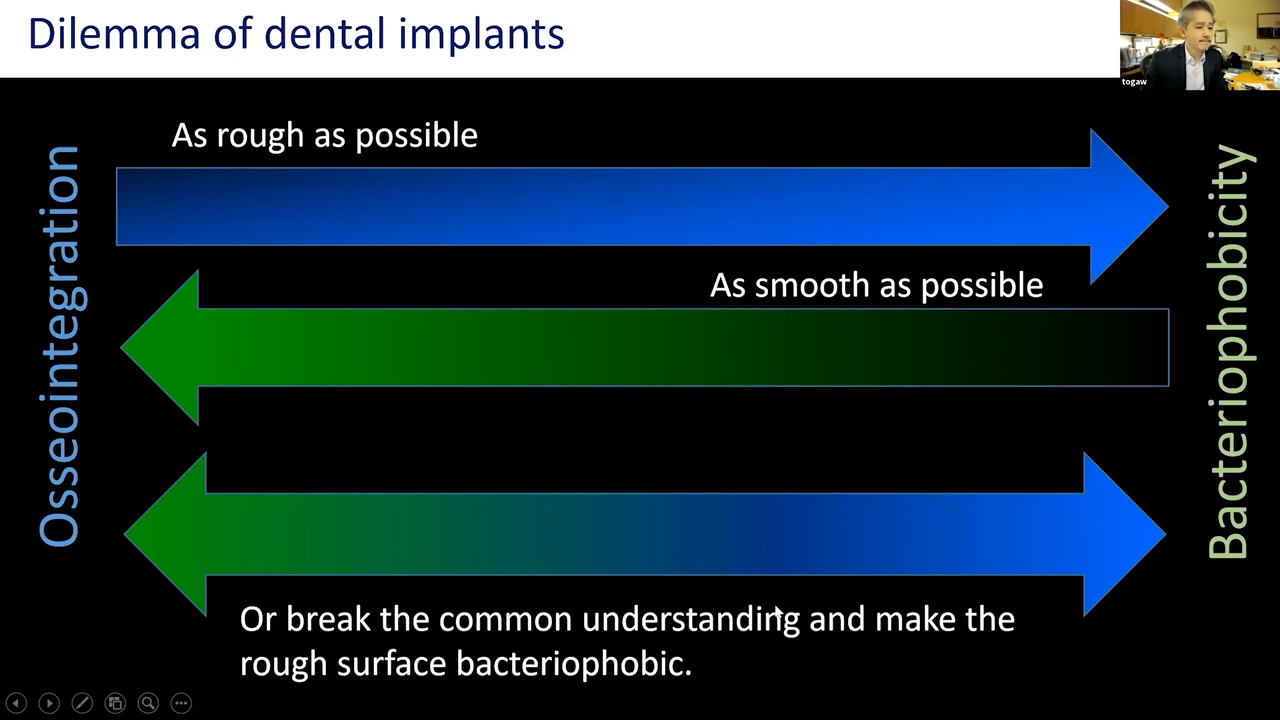 Dilemma of dental implants
togaw
As rough as possible
Osseointegration
Bacteriophobicity
As smooth as possible
Or break the common understanding and make the
rough surface bacteriophobic.